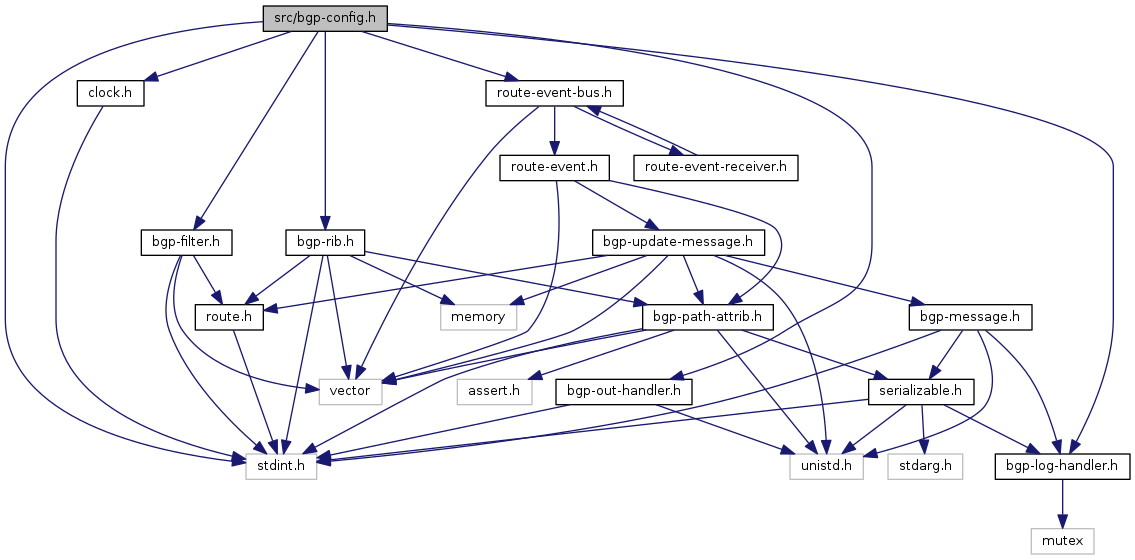 src/bgp-config.h
clock.h
route-event-bus.h
route-event.h
route-event-receiver.h
bgp-filter.h
bgp-rib.h
bgp-update-message.h
route.h
memory
bgp-path-attrib.h
bgp-message.h
vector
assert.h
bgp-out-handler.h
serializable.h
stdint.h
unistd.h
stdarg.h
bgp-log-handler.h
mutex